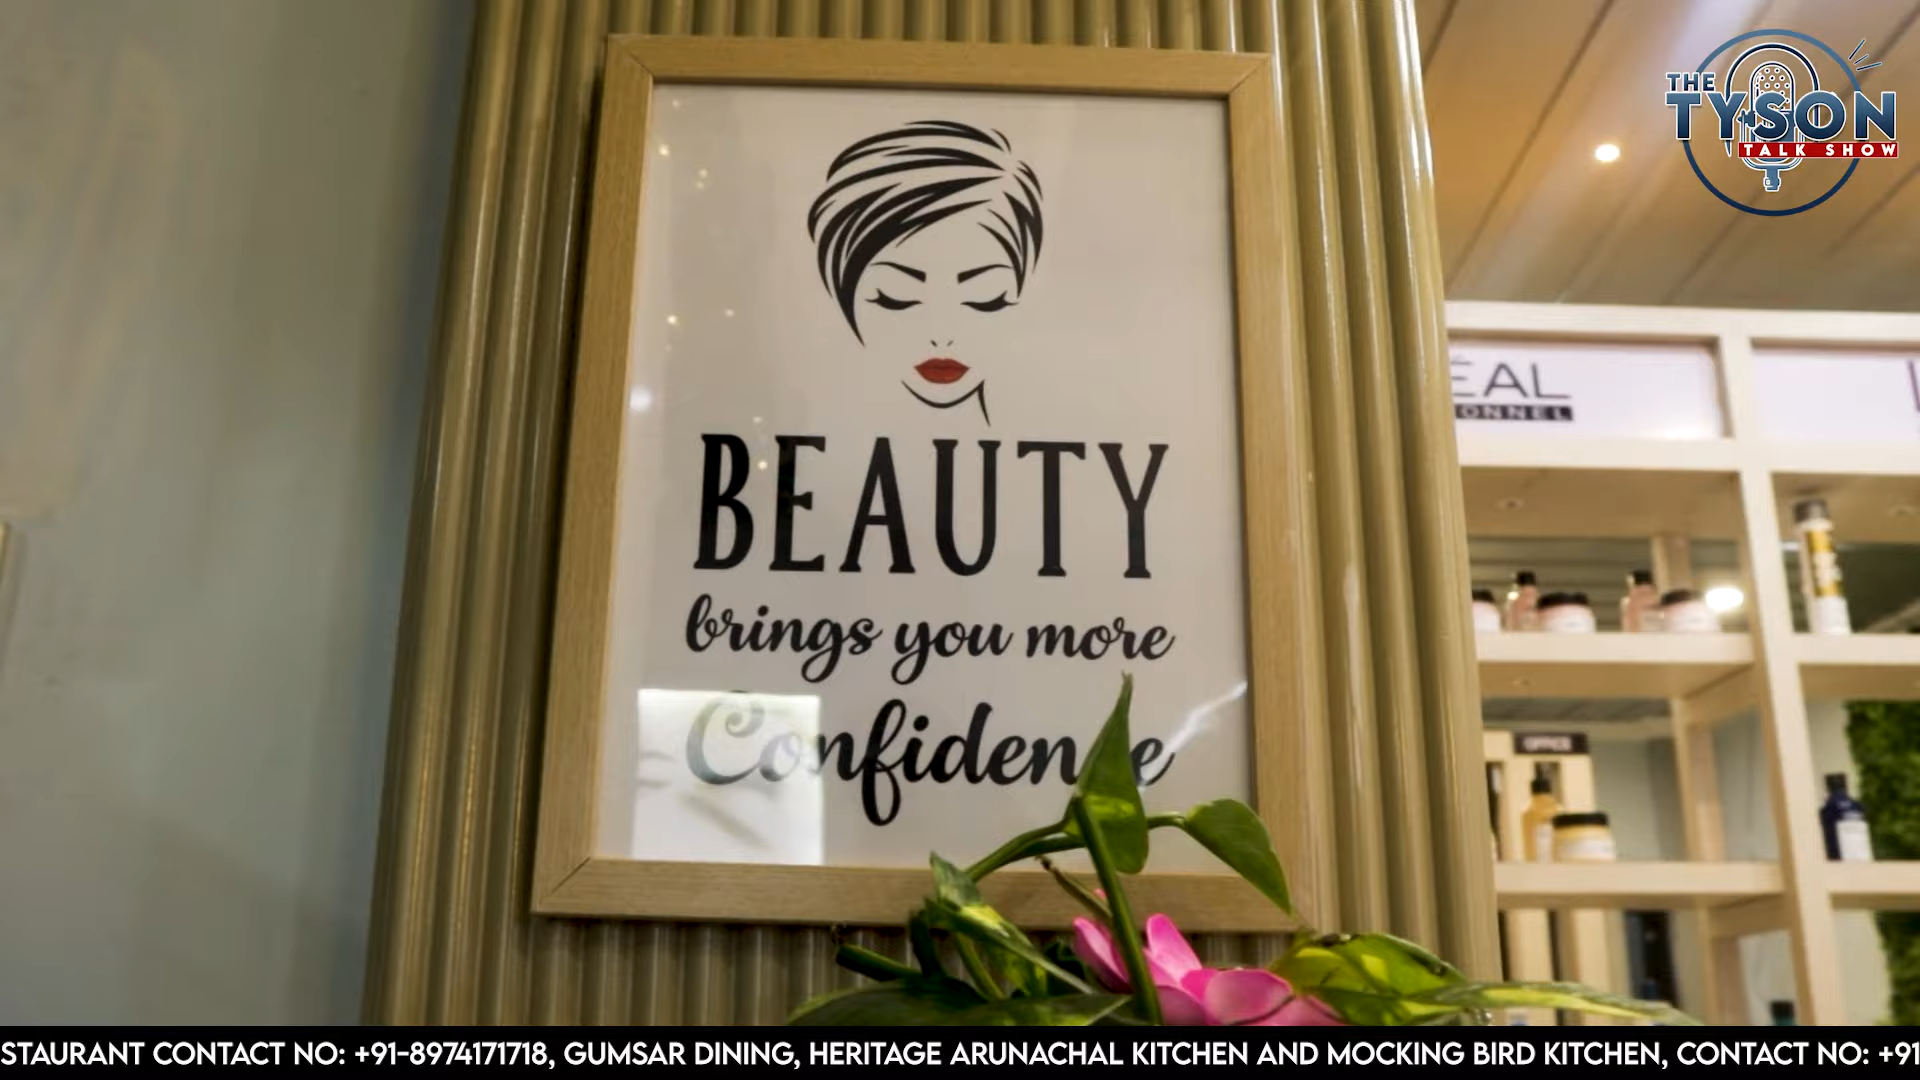 THE
TYSON
TALK SHOW
BEAUTY
brings you more
Confidence
ÉAL
ONNEL
OFFICE
STAURANT CONTACT NO: +91-8974171718, GUMSAR DINING, HERITAGE ARUNACHAL KITCHEN AND MOCKING BIRD KITCHEN, CONTACT NO: +91